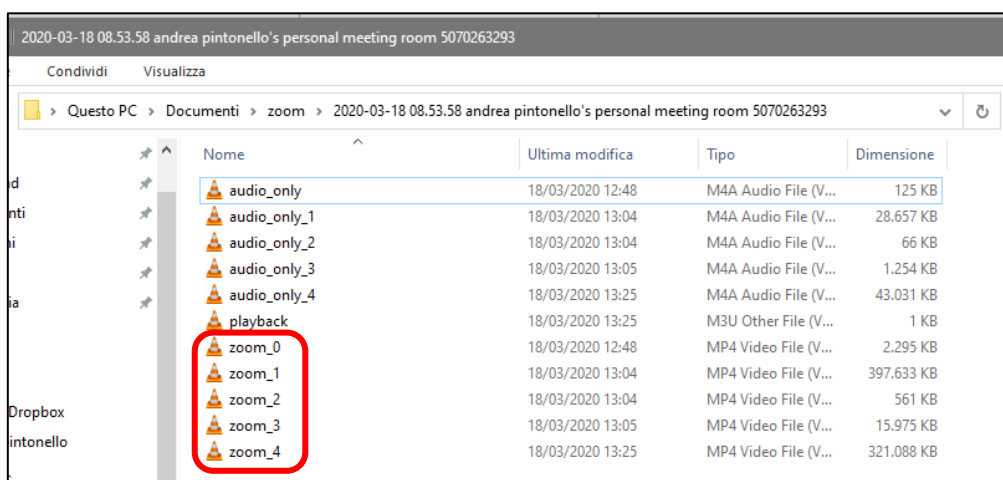 2020-03-18 08.53.58 andrea pintonello's personal meeting room 5070263293
Condividi Visualizza
> Questo PC > Documenti > zoom > 2020-03-18 08.53.58 andrea pintonello's personal meeting room 5070263293
Nome Ultima modifica Tipo Dimensione
audio_only 18/03/2020 12:48 M4A Audio File (V... 125 KB
audio_only_1 18/03/2020 13:04 M4A Audio File (V... 28.657 KB
audio_only_2 18/03/2020 13:04 M4A Audio File (V... 66 KB
audio_only_3 18/03/2020 13:05 M4A Audio File (V... 1.254 KB
audio_only_4 18/03/2020 13:25 M4A Audio File (V... 43.031 KB
playback 18/03/2020 13:25 M3U Other File (V... 1 KB
zoom_0 18/03/2020 12:48 MP4 Video File (V... 2.295 KB
zoom_1 18/03/2020 13:04 MP4 Video File (V... 397.633 KB
zoom_2 18/03/2020 13:04 MP4 Video File (V... 561 KB
Dropbox zoom_3 18/03/2020 13:05 MP4 Video File (V... 15.975 KB
intonello zoom_4 18/03/2020 13:25 MP4 Video File (V... 321.088 KB